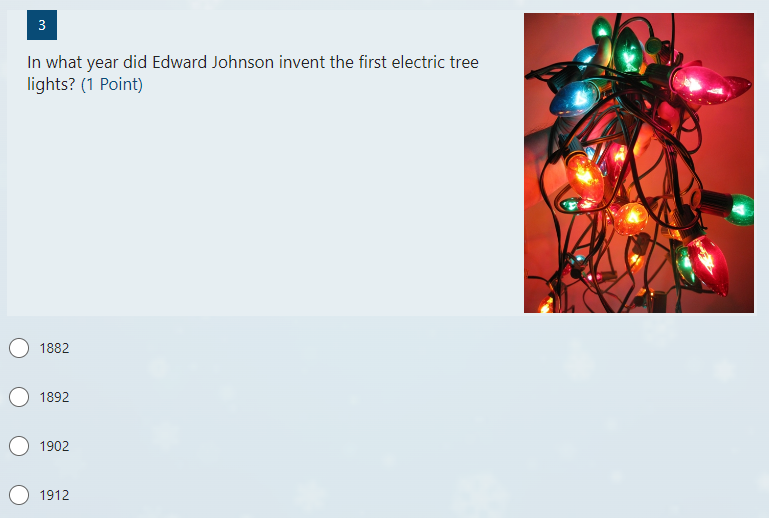 3
In what year did Edward Johnson invent the first electric tree
lights? (1 Point)
1882
1892
1902
1912